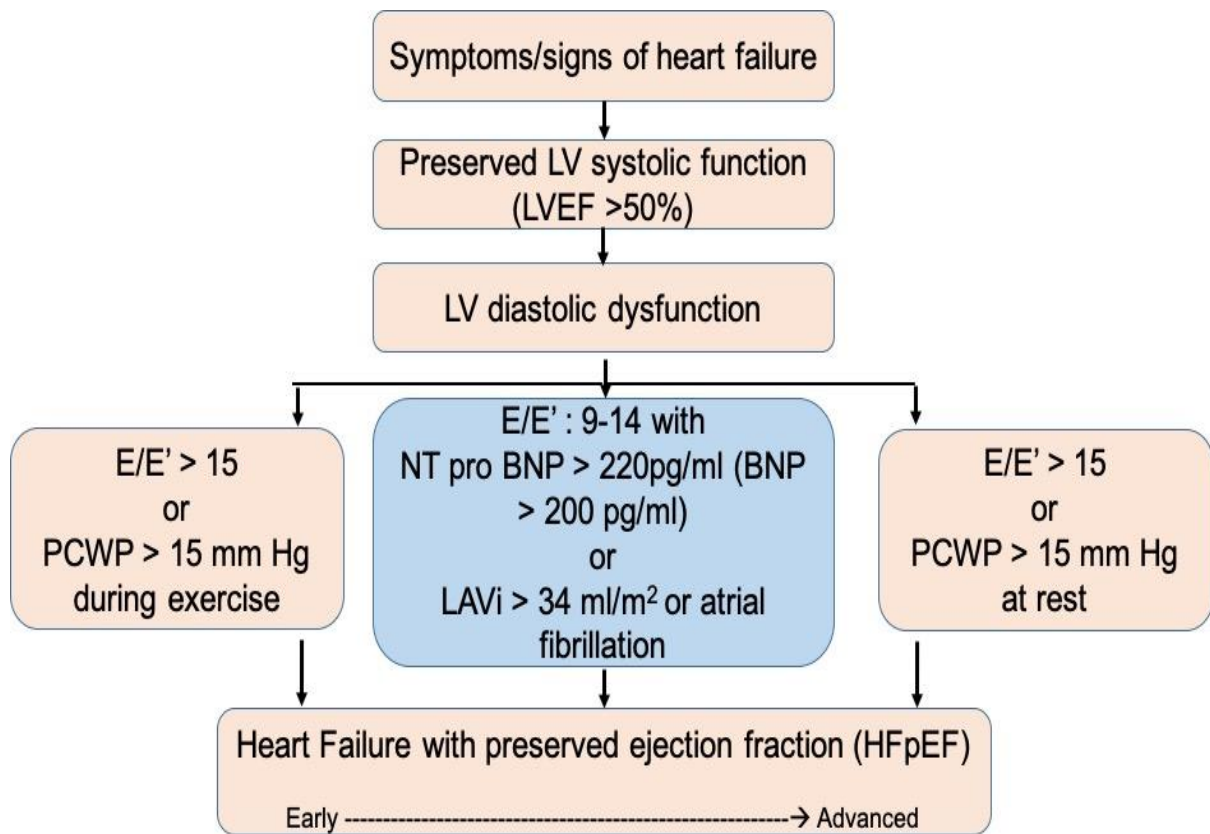 Symptoms/signs of heart failure
Preserved LV systolic function
(LVEF >50%)
LV diastolic dysfunction
E/E’ > 15
or
PCWP > 15 mm Hg
during exercise
E/E’ : 9-14 with
NT pro BNP > 220pg/ml (BNP
> 200 pg/ml)
or
LAVi > 34 ml/m² or atrial
fibrillation
E/E’ > 15
or
PCWP > 15 mm Hg
at rest
Heart Failure with preserved ejection fraction (HFpEF)
Early ------------------------------------------------------------------------→ Advanced